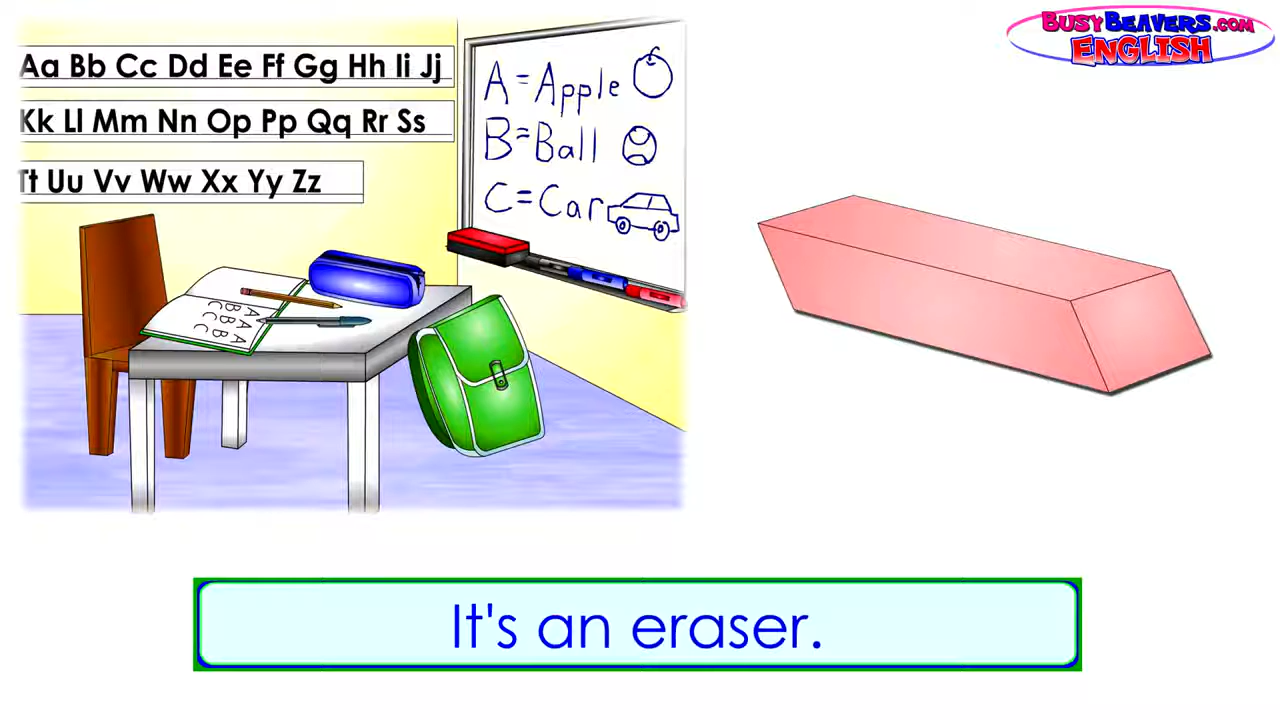 Aa Bb Cc Dd Ee Ff Gg Hh Ii Jj
Kk Ll Mm Nn Op Pp Qq Rr Ss
Tt Uu Vv Ww Xx Yy Zz
A = Apple
B = Ball
C = Car
A A A
B B B
C C C
BUSYBEAVERS.COM
ENGLISH
It's an eraser.